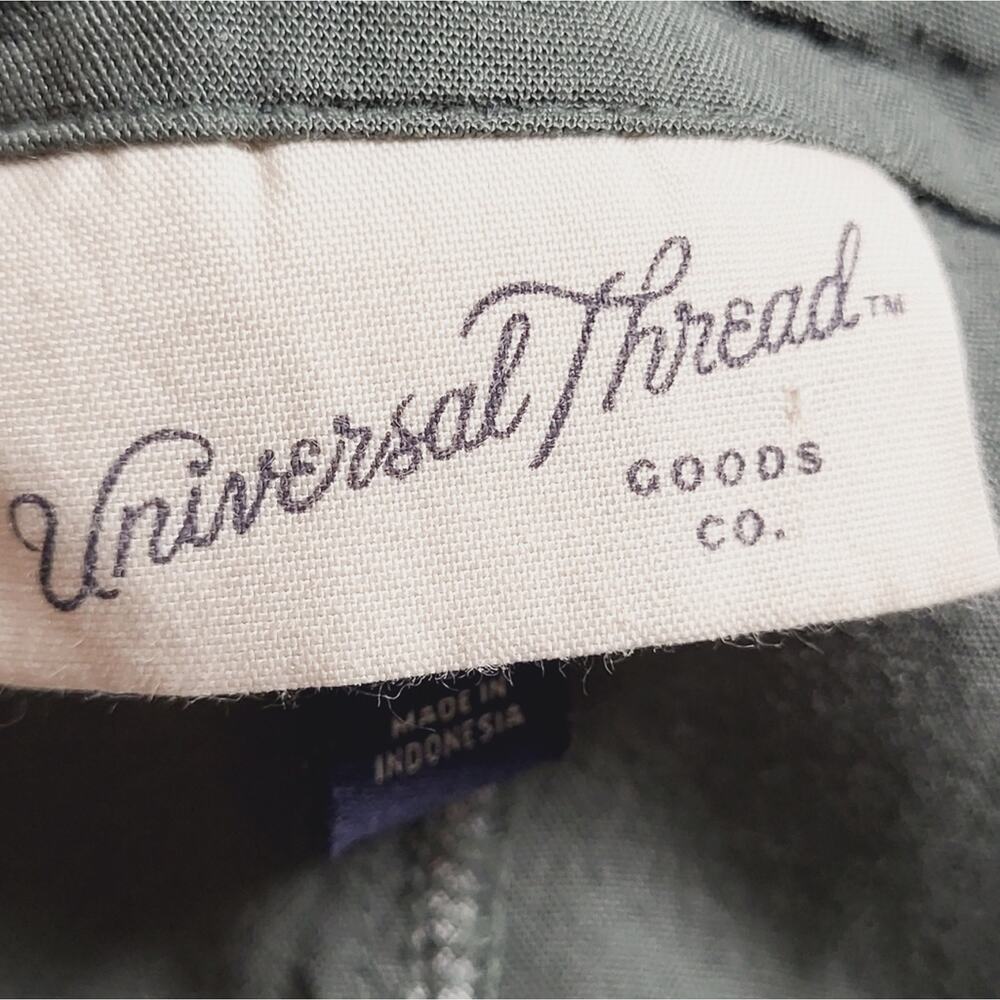 Universal Thread™
GOODS
CO.
MADE IN
INDONESIA